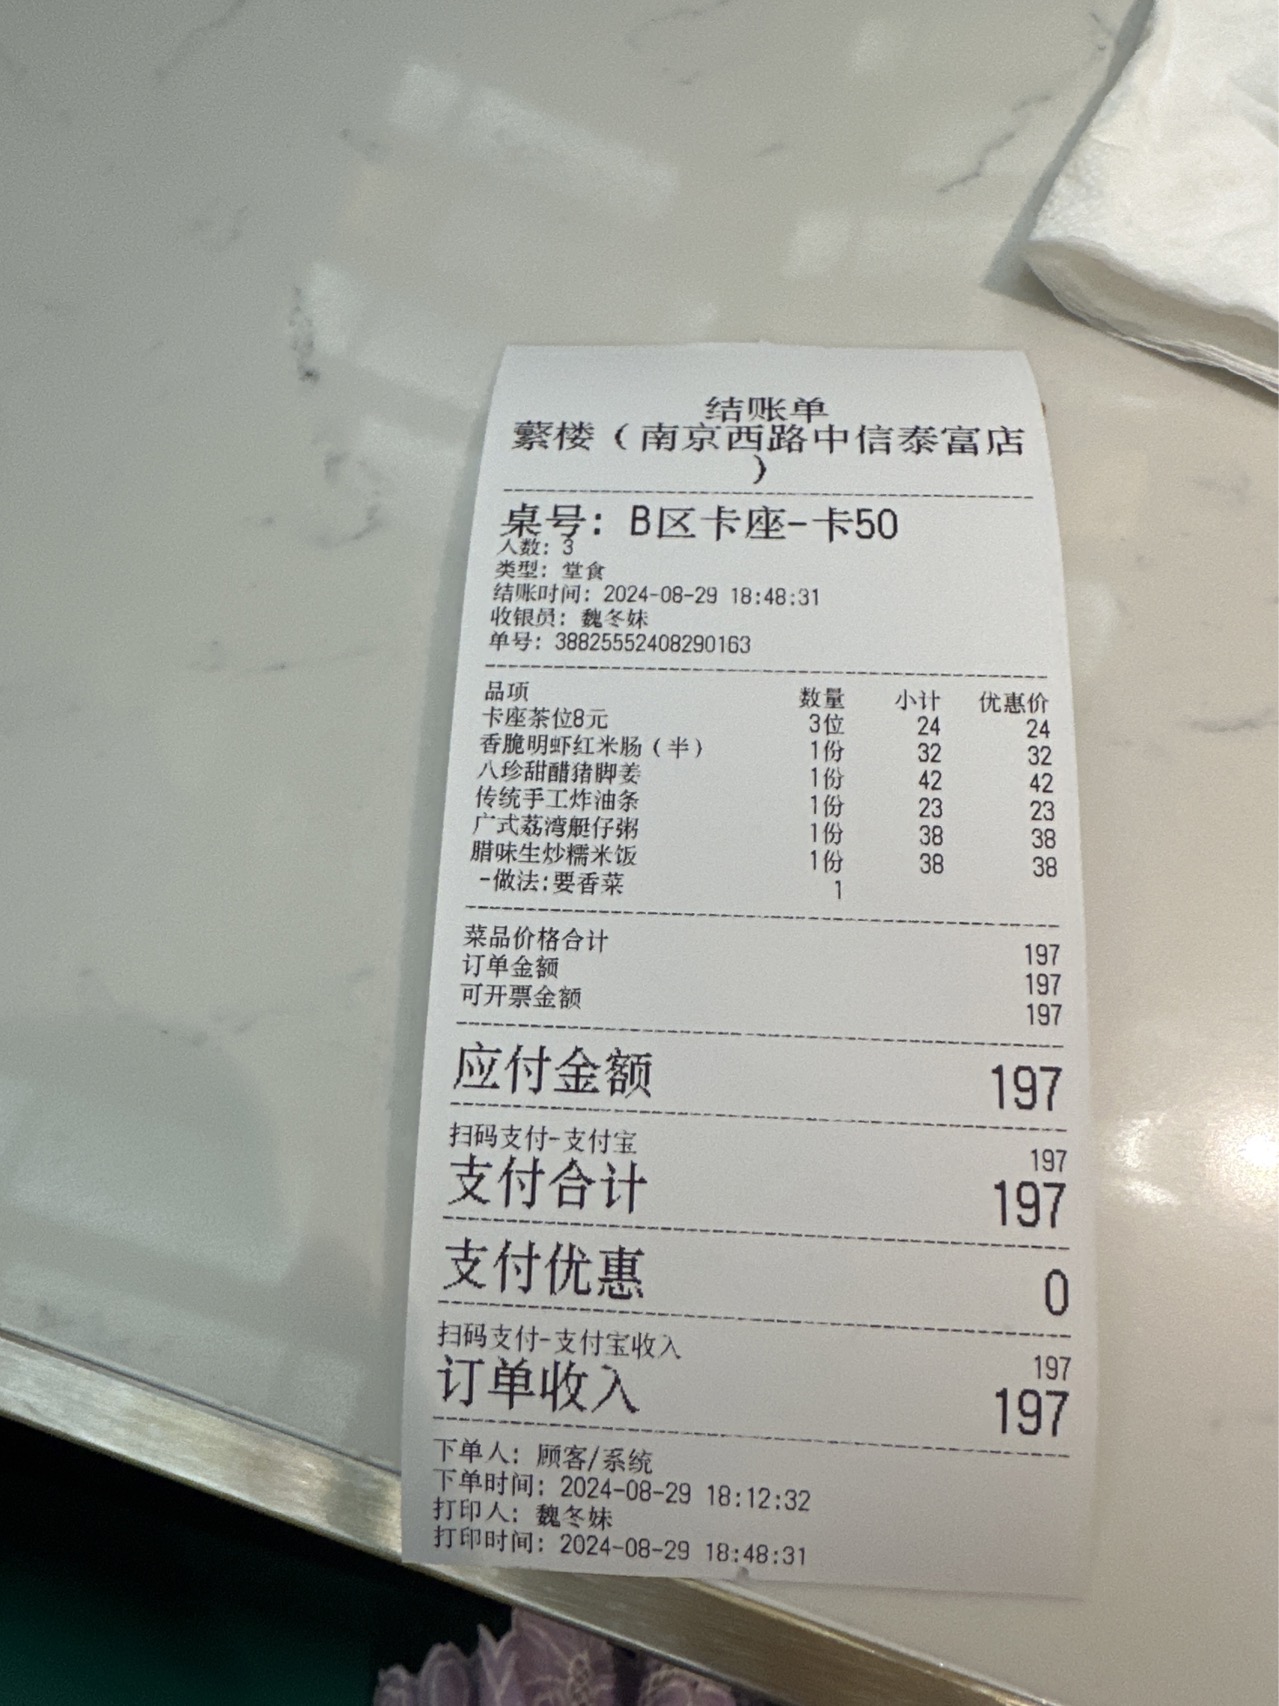 结账单
蘩楼（南京西路中信泰富店
）
桌号：B区卡座-卡50
人数：3
类型：堂食
结账时间：2024-08-29 18:48:31
收银员：魏冬妹
单号：38825552408290163
品项 数量 小计 优惠价
卡座茶位8元 3位 24 24
香脆明虾红米肠（半） 1份 32 32
八珍甜醋猪脚姜 1份 42 42
传统手工炸油条 1份 23 23
广式荔湾艇仔粥 1份 38 38
腊味生炒糯米饭 1份 38 38
-做法:要香菜 1
菜品价格合计 197
订单金额 197
可开票金额 197
应付金额 197
扫码支付-支付宝 197
支付合计 197
支付优惠 0
扫码支付-支付宝收入 197
订单收入 197
下单人：顾客/系统
下单时间：2024-08-29 18:12:32
打印人：魏冬妹
打印时间：2024-08-29 18:48:31